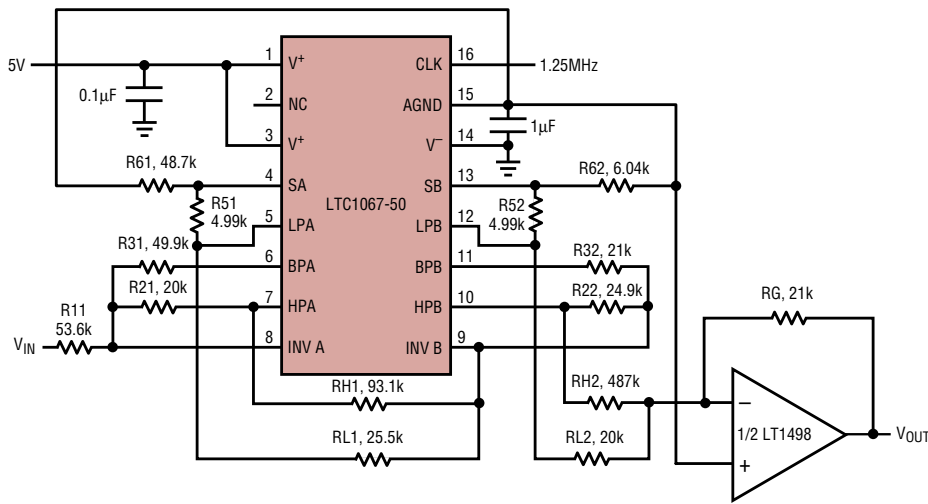 5V
0.1µF
1 V+
2 NC
3 V+
4 SA
5 LPA
6 BPA
7 HPA
8 INV A
LTC1067-50
CLK 16
AGND 15
V− 14
SB 13
LPB 12
BPB 11
HPB 10
INV B 9
1.25MHz
1µF
R61, 48.7k
R51
4.99k
R31, 49.9k
R21, 20k
R11
53.6k
VIN
R62, 6.04k
R52
4.99k
R32, 21k
R22, 24.9k
RH1, 93.1k
RL1, 25.5k
RH2, 487k
RL2, 20k
RG, 21k
−
1/2 LT1498
+
VOUT